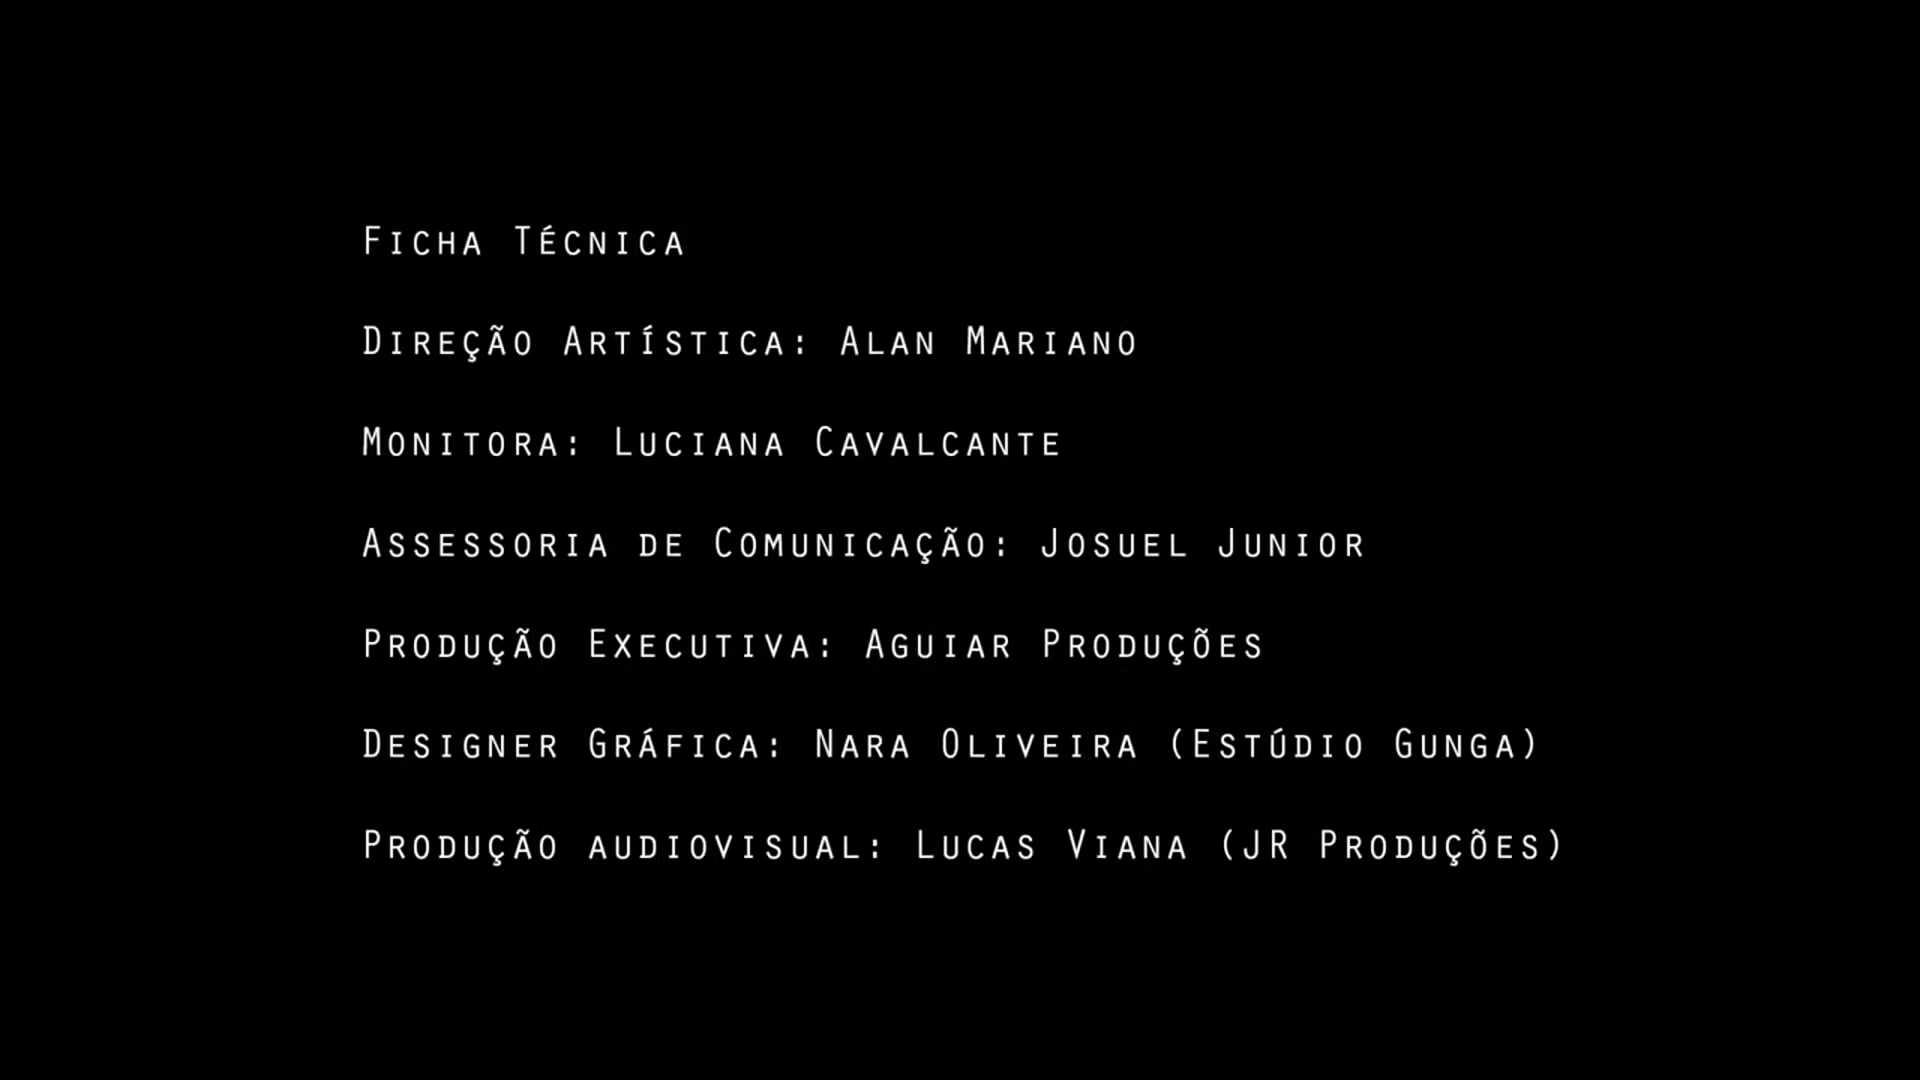 Ficha Técnica
Direção Artística: Alan Mariano
Monitora: Luciana Cavalcante
Assessoria de Comunicação: Josuel Junior
Produção Executiva: Aguiar Produções
Designer Gráfica: Nara Oliveira (Estúdio Gunga)
Produção audiovisual: Lucas Viana (JR Produções)